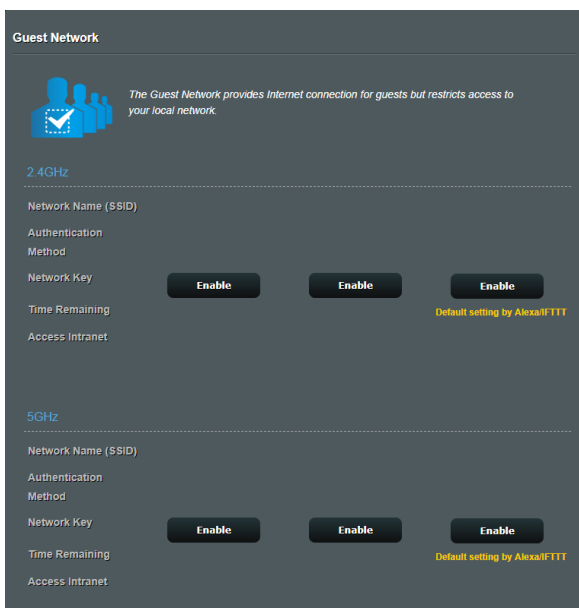 Guest Network
The Guest Network provides Internet connection for guests but restricts access to
your local network.
2.4GHz
Network Name (SSID)
Authentication
Method
Network Key
Enable Enable Enable
Time Remaining
Default setting by Alexa/IFTTT
Access Intranet
5GHz
Network Name (SSID)
Authentication
Method
Network Key
Enable Enable Enable
Time Remaining
Default setting by Alexa/IFTTT
Access Intranet